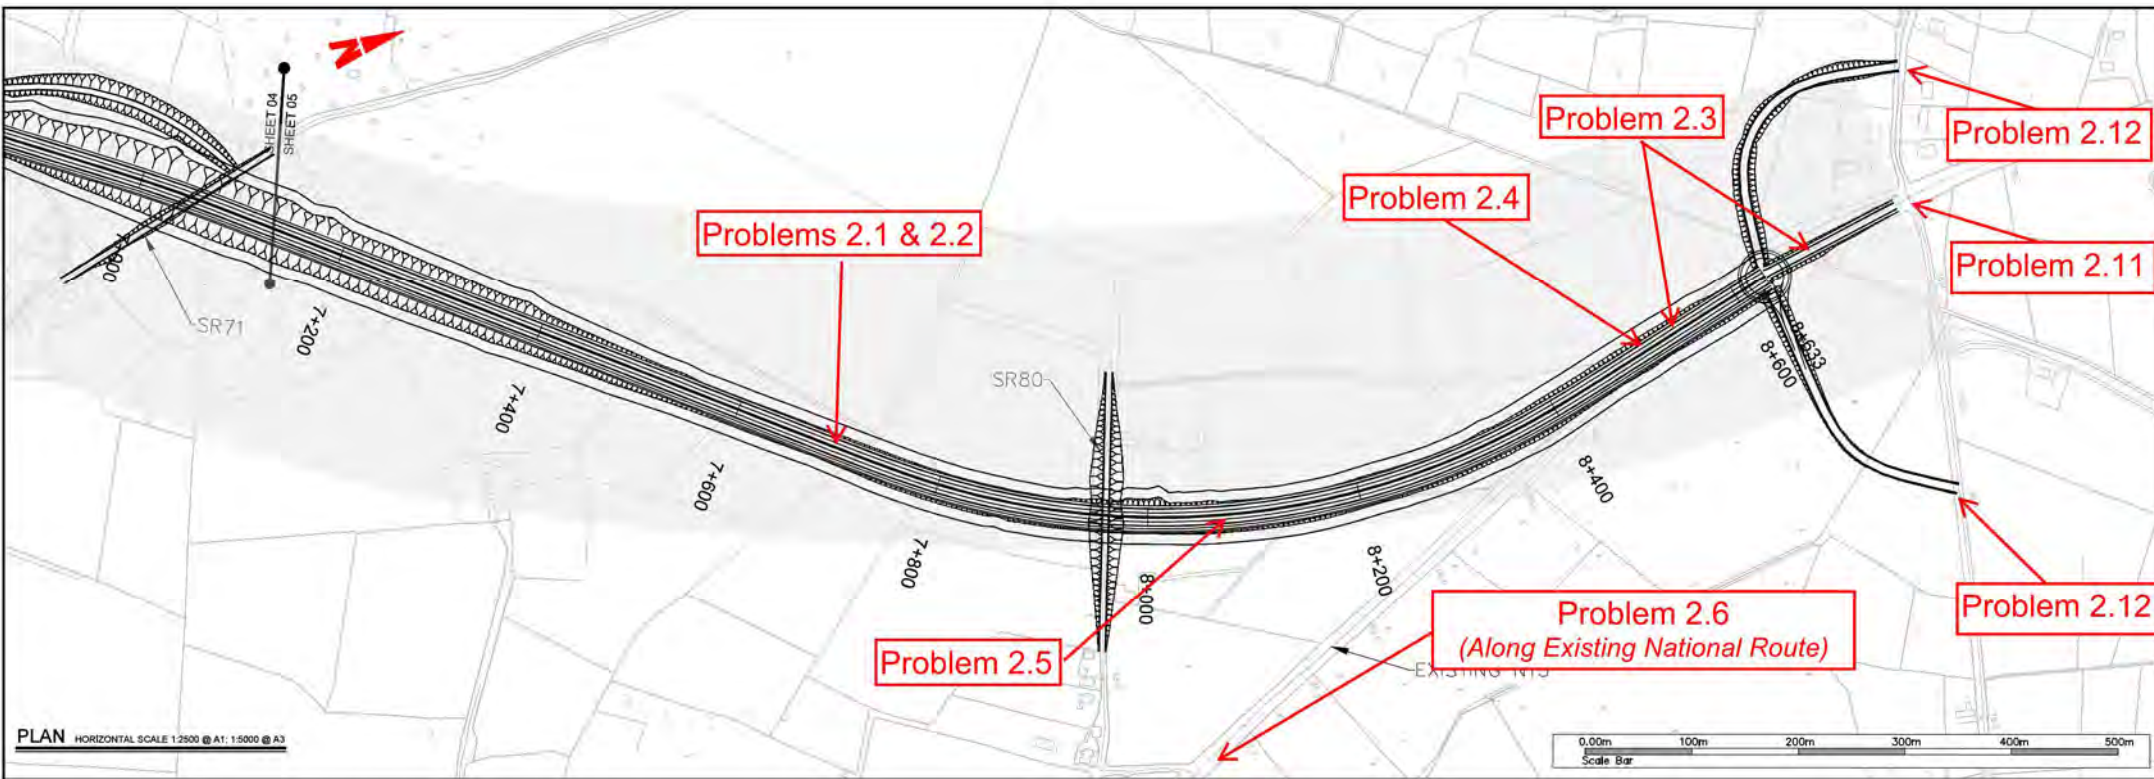 N
SHEET 04
SHEET 05
Problem 2.12
Problem 2.3
Problem 2.4
Problems 2.1 & 2.2
Problem 2.11
SR71
7+200
8+633
8+600
SR80
7+400
7+600
8+400
7+800
8+200
8+000
Problem 2.12
Problem 2.6
(Along Existing National Route)
Problem 2.5
PLAN HORIZONTAL SCALE 1:2500 @ A1; 1:5000 @ A3
0.00m 100m 200m 300m 400m 500m
Scale Bar